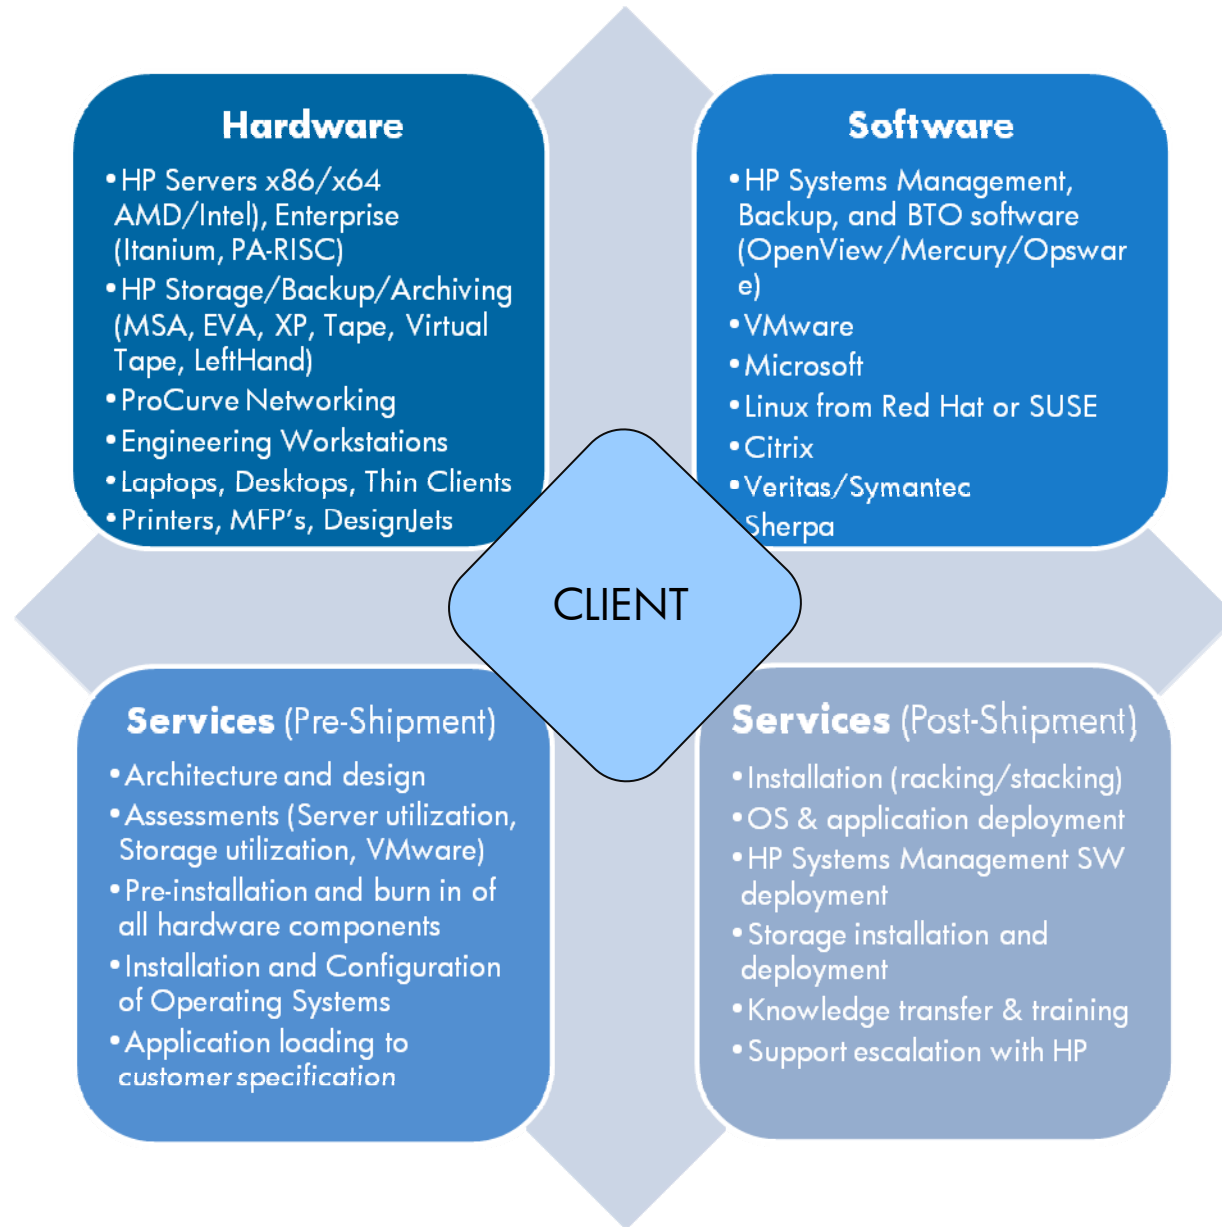 Hardware
•HP Servers x86/x64
AMD/Intel), Enterprise
(Itanium, PA-RISC)
•HP Storage/Backup/Archiving
(MSA, EVA, XP, Tape, Virtual
Tape, LeftHand)
•ProCurve Networking
•Engineering Workstations
•Laptops, Desktops, Thin Clients
•Printers, MFP's, DesignJets
Software
•HP Systems Management,
Backup, and BTO software
(OpenView/Mercury/Opswar
e)
•VMware
•Microsoft
•Linux from Red Hat or SUSE
•Citrix
•Veritas/Symantec
Sherpa
CLIENT
Services (Pre-Shipment)
•Architecture and design
•Assessments (Server utilization,
Storage utilization, VMware)
•Pre-installation and burn in of
all hardware components
•Installation and Configuration
of Operating Systems
•Application loading to
customer specification
Services (Post-Shipment)
•Installation (racking/stacking)
•OS & application deployment
•HP Systems Management SW
deployment
•Storage installation and
deployment
•Knowledge transfer & training
•Support escalation with HP